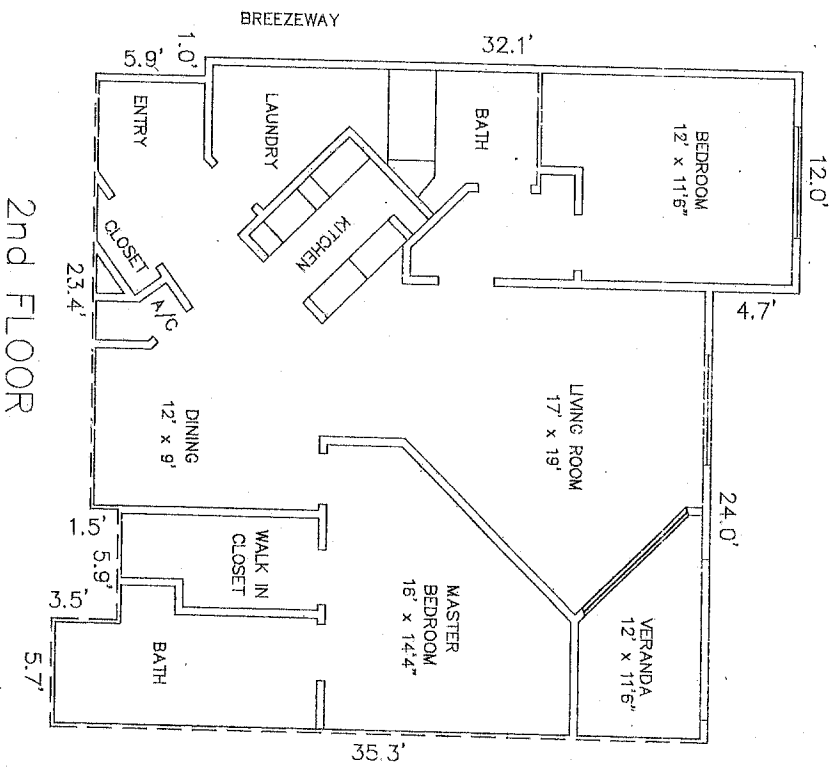 BREEZEWAY
32.1'
1.0'
5.9'
12.0'
ENTRY
LAUNDRY
BATH
BEDROOM
12' x 11'6"
KITCHEN
CLOSET
A/C
23.4'
4.7'
2nd FLOOR
DINING
12' x 9'
LIVING ROOM
17' x 19'
24.0'
1.5'
5.9'
3.5'
5.7'
WALK IN
CLOSET
BATH
MASTER
BEDROOM
16' x 14'4"
VERANDA
12' x 11'6"
35.3'